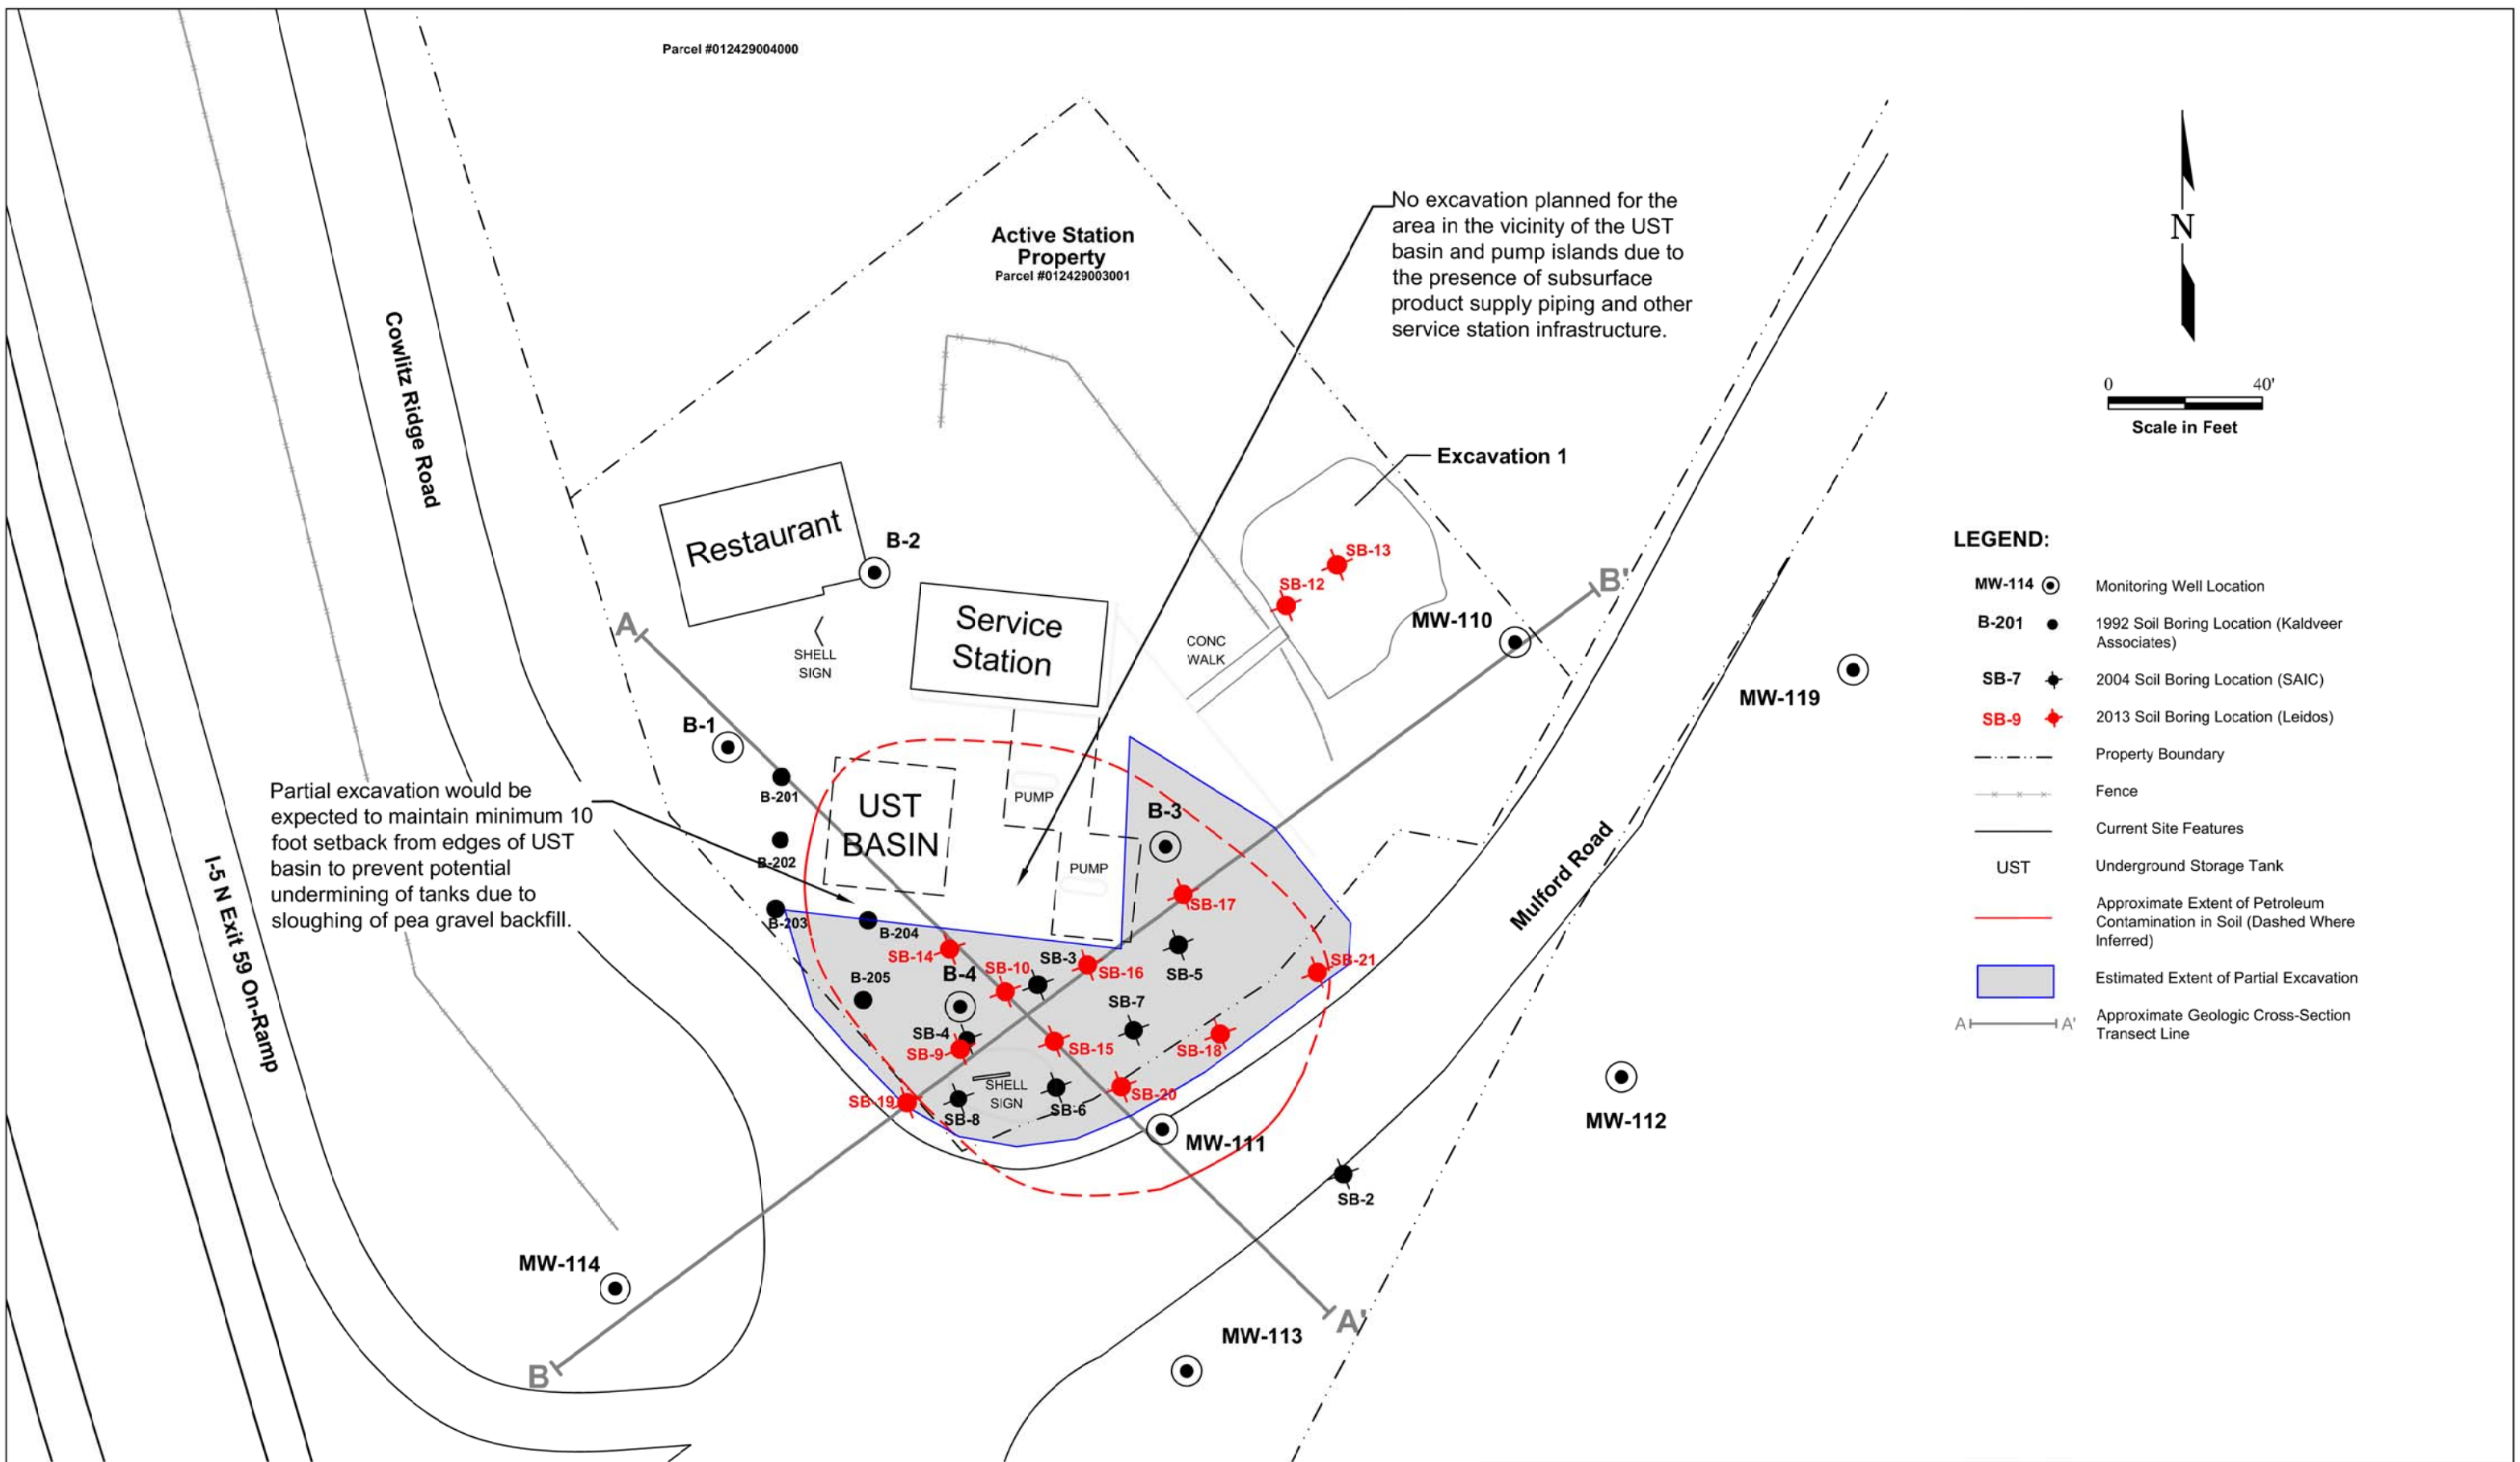 Parcel #012429004000
Active Station
Property
Parcel #012429003001
No excavation planned for the
area in the vicinity of the UST
basin and pump islands due to
the presence of subsurface
product supply piping and other
service station infrastructure.
N
0 40'
Scale in Feet
Cowlitz Ridge Road
Excavation 1
Restaurant
B-2
SB-13
SB-12
Service
Station
MW-110
B'
A
SHELL
SIGN
CONC
WALK
MW-119
B-1
B-201
UST
BASIN
PUMP
B-3
Partial excavation would be
expected to maintain minimum 10
foot setback from edges of UST
basin to prevent potential
undermining of tanks due to
sloughing of pea gravel backfill.
B-202
PUMP
Mulford Road
I-5 N Exit 59 On-Ramp
B-203
B-204
SB-17
SB-14
B-4
SB-10
SB-3
SB-16
SB-5
SB-21
B-205
SB-7
SB-4
SB-9
SB-15
SB-18
SHELL
SIGN
SB-19
SB-8
SB-6
SB-20
MW-111
MW-112
SB-2
MW-114
MW-113
A'
B
LEGEND:
MW-114 Monitoring Well Location
B-201 1992 Soil Boring Location (Kaldveer
Associates)
SB-7 2004 Soil Boring Location (SAIC)
SB-9 2013 Soil Boring Location (Leidos)
Property Boundary
Fence
Current Site Features
UST Underground Storage Tank
Approximate Extent of Petroleum
Contamination in Soil (Dashed Where
Inferred)
Estimated Extent of Partial Excavation
A A' Approximate Geologic Cross-Section
Transect Line